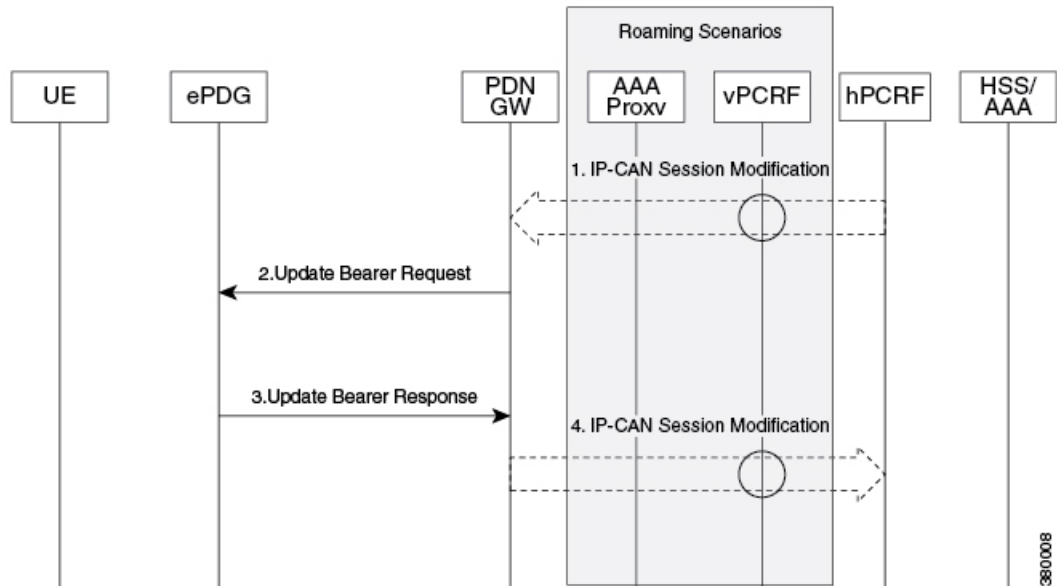 Roaming Scenarios
UE
ePDG
PDN
GW
AAA
Proxv
vPCRF
hPCRF
HSS/
AAA
1. IP-CAN Session Modification
2.Update Bearer Request
3.Update Bearer Response
4. IP-CAN Session Modification
380008